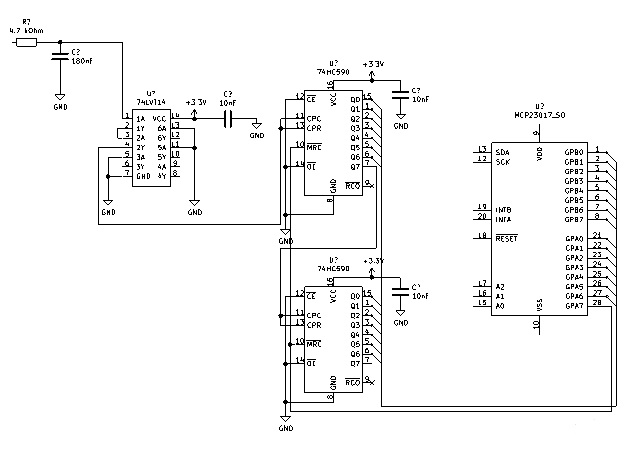 R?
4.7 kOhm
C?
180nF
GND
U?
74LV114
1 1A VCC 14
2 1Y 6A 13
3 2A 6Y 12
4 2Y 5A 11
5 3A 5Y 10
6 3Y 4A 9
7 GND 4Y 8
+3.3V
C?
10nF
GND
GND
GND
U?
74HC590
+3.3V
16
VCC
12 CE Q0 15
Q1 1
11 CPC Q2 2
13 CPR Q3 3
Q4 4
10 MRC Q5 5
Q6 6
14 OE Q7 7
GND RCO 9
8
C?
10nF
GND
GND
U?
74HC590
+3.3V
16
VCC
12 CE Q0 15
Q1 1
11 CPC Q2 2
13 CPR Q3 3
Q4 4
10 MRC Q5 5
Q6 6
14 OE Q7 7
GND RCO 9
8
C?
10nF
GND
GND
U?
MCP23017_SO
9
VDD
13 SDA GPB0 1
12 SCK GPB1 2
GPB2 3
GPB3 4
GPB4 5
GPB5 6
19 INTB GPB6 7
20 INTA GPB7 8
18 RESET GPA0 21
GPA1 22
GPA2 23
GPA3 24
GPA4 25
17 A2 GPA5 26
16 A1 GPA6 27
15 A0 GPA7 28
VSS
10